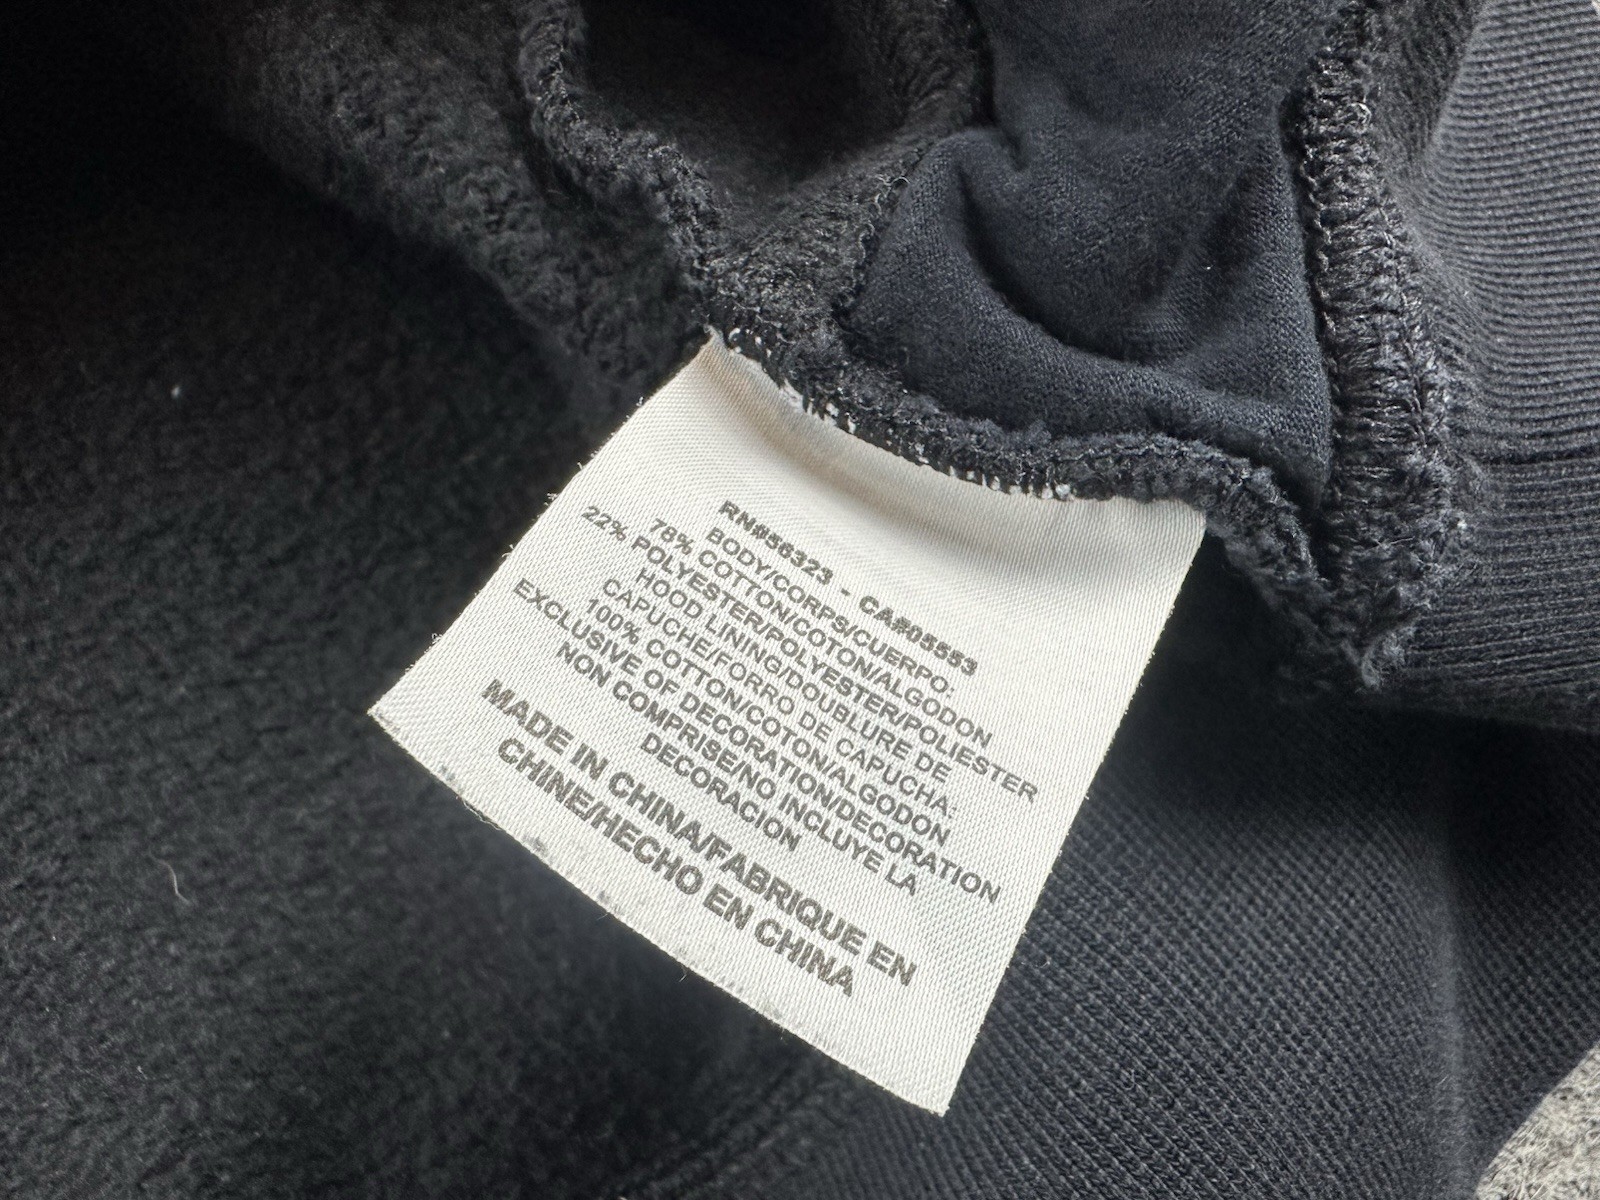 RN#56323 - CA#05553
BODY/CORPS/CUERPO:
78% COTTON/COTON/ALGODON
22% POLYESTER/POLYESTER/POLIESTER
HOOD LINING/DOUBLURE DE
CAPUCHE/FORRO DE CAPUCHA:
100% COTTON/COTON/ALGODON
EXCLUSIVE OF DECORATION/DECORATION
NON COMPRISE/NO INCLUYE LA
DECORACION
MADE IN CHINA/FABRIQUE EN
CHINE/HECHO EN CHINA